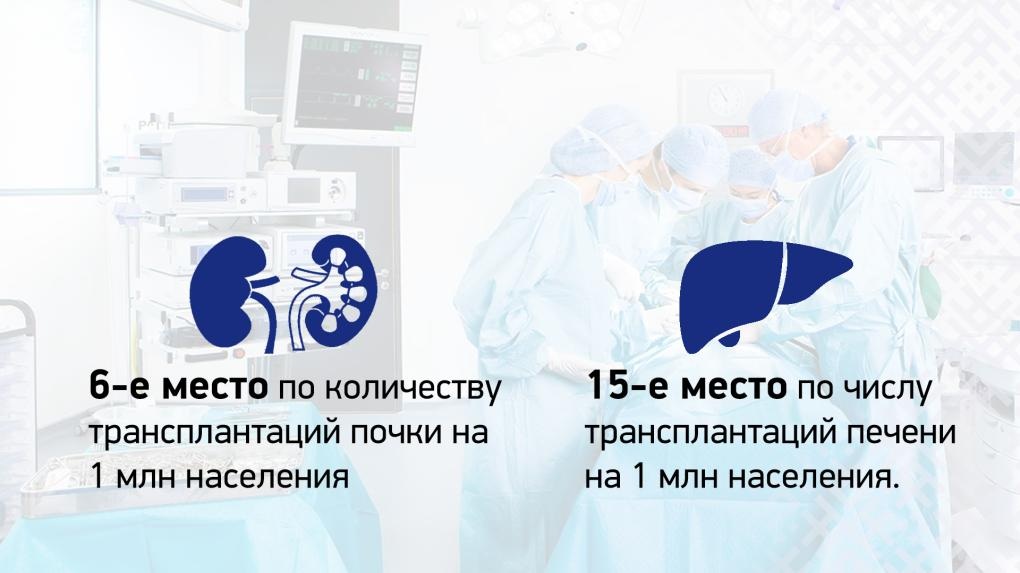 6-е место по количеству
трансплантаций почки на
1 млн населения
15-е место по числу
трансплантаций печени
на 1 млн населения.